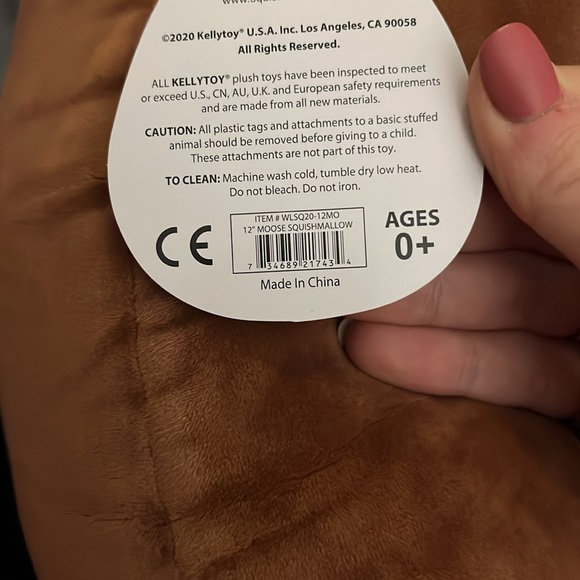 ©2020 Kellytoy® U.S.A. Inc. Los Angeles, CA 90058
All Rights Reserved.
ALL KELLYTOY® plush toys have been inspected to meet
or exceed U.S., CN, AU, U.K. and European safety requirements
and are made from all new materials.
CAUTION: All plastic tags and attachments to a basic stuffed
animal should be removed before giving to a child.
These attachments are not part of this toy.
TO CLEAN: Machine wash cold, tumble dry low heat.
Do not bleach. Do not iron.
CE
ITEM # WLSQ20-12MO
12" MOOSE SQUISHMALLOW
7 34689 21743 4
AGES
0+
Made In China